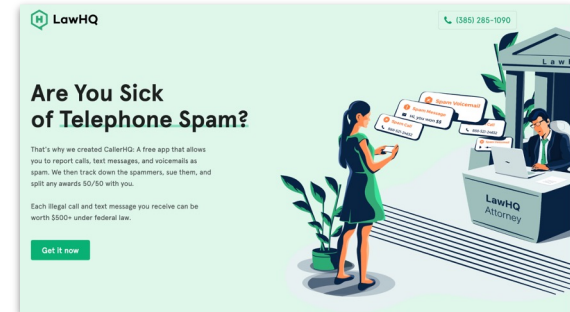 LawHQ
(385) 285-1090
Are You Sick
of Telephone Spam?
That's why we created CallerHQ: A free app that allows
you to report calls, text messages, and voicemails as
spam. We then track down the spammers, sue them, and
split any awards 50/50 with you.
Each illegal call and text message you receive can be
worth $500+ under federal law.
Get it now
Spam Voicemail
Spam Message
Hi, you won $$
Spam Call
LawHQ
Attorney